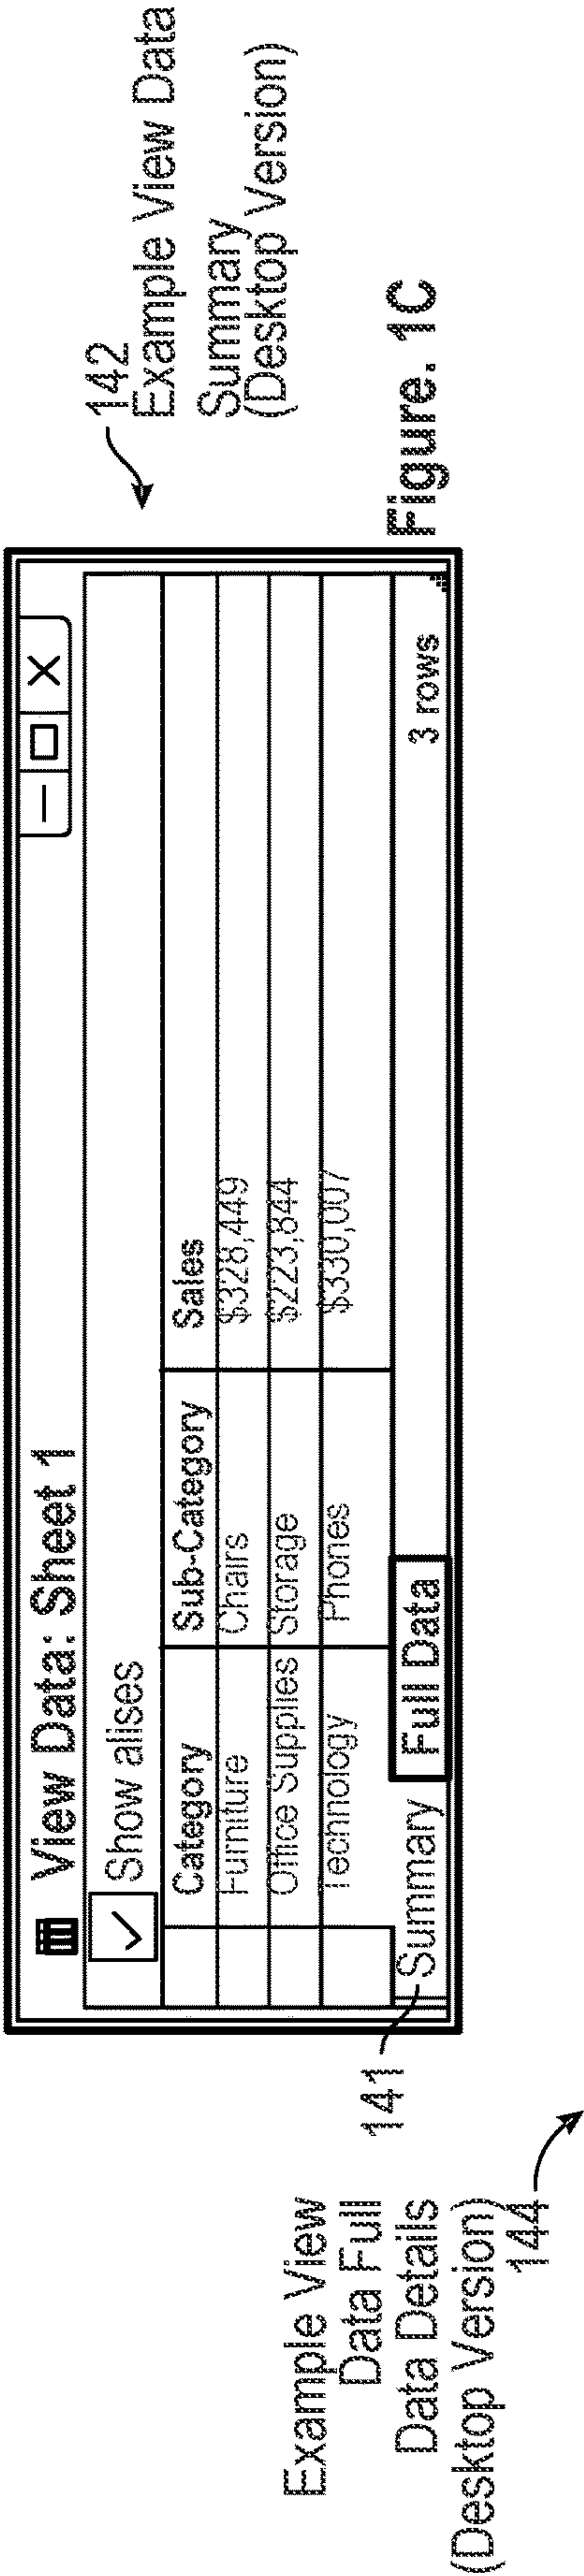 142
Example View Data
Summary
(Desktop Version)
View Data: Sheet 1
Show alises
Category Sub-Category Sales
Furniture Chairs $328,449
Office Supplies Storage $223,844
Technology Phones $330,007
Summary Full Data 3 rows
141
Figure. 1C
Example View
Data Full
Data Details
(Desktop Version)
144